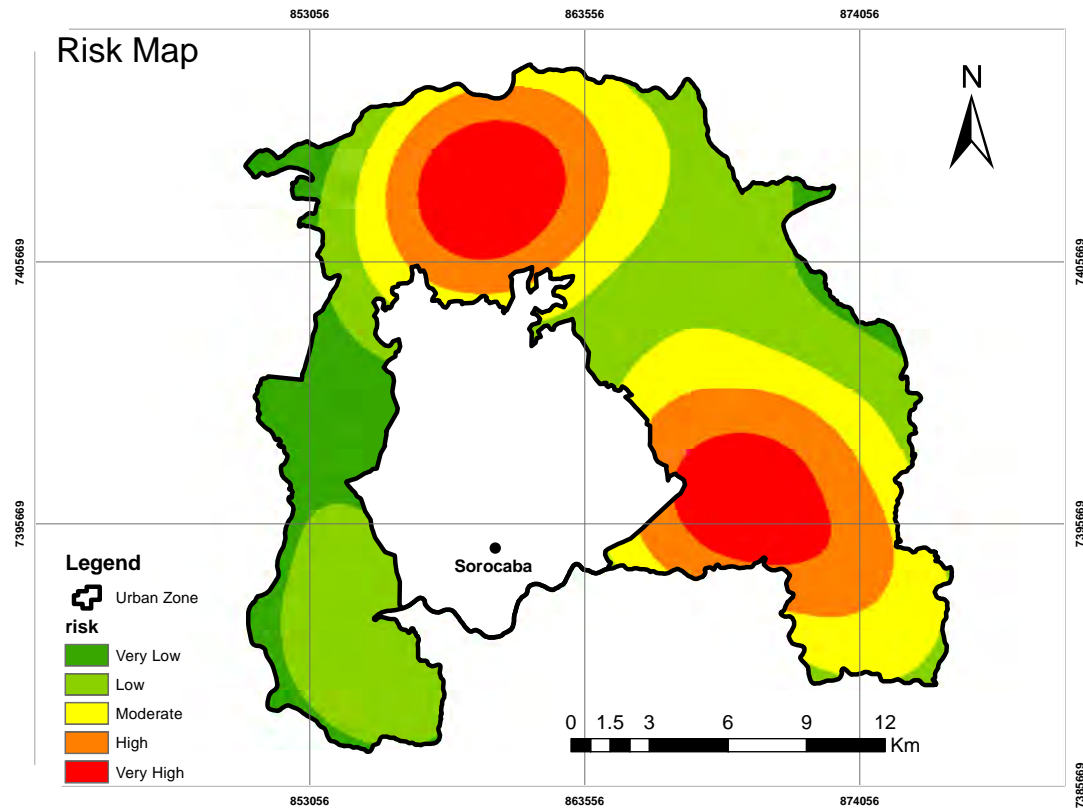 853056 863556 874056
Risk Map
N
7405669 7405669
7395669 7395669
Sorocaba
Legend
Urban Zone
risk
Very Low
Low
Moderate
High
Very High
0 1.5 3 6 9 12
Km
7385669
853056 863556 874056